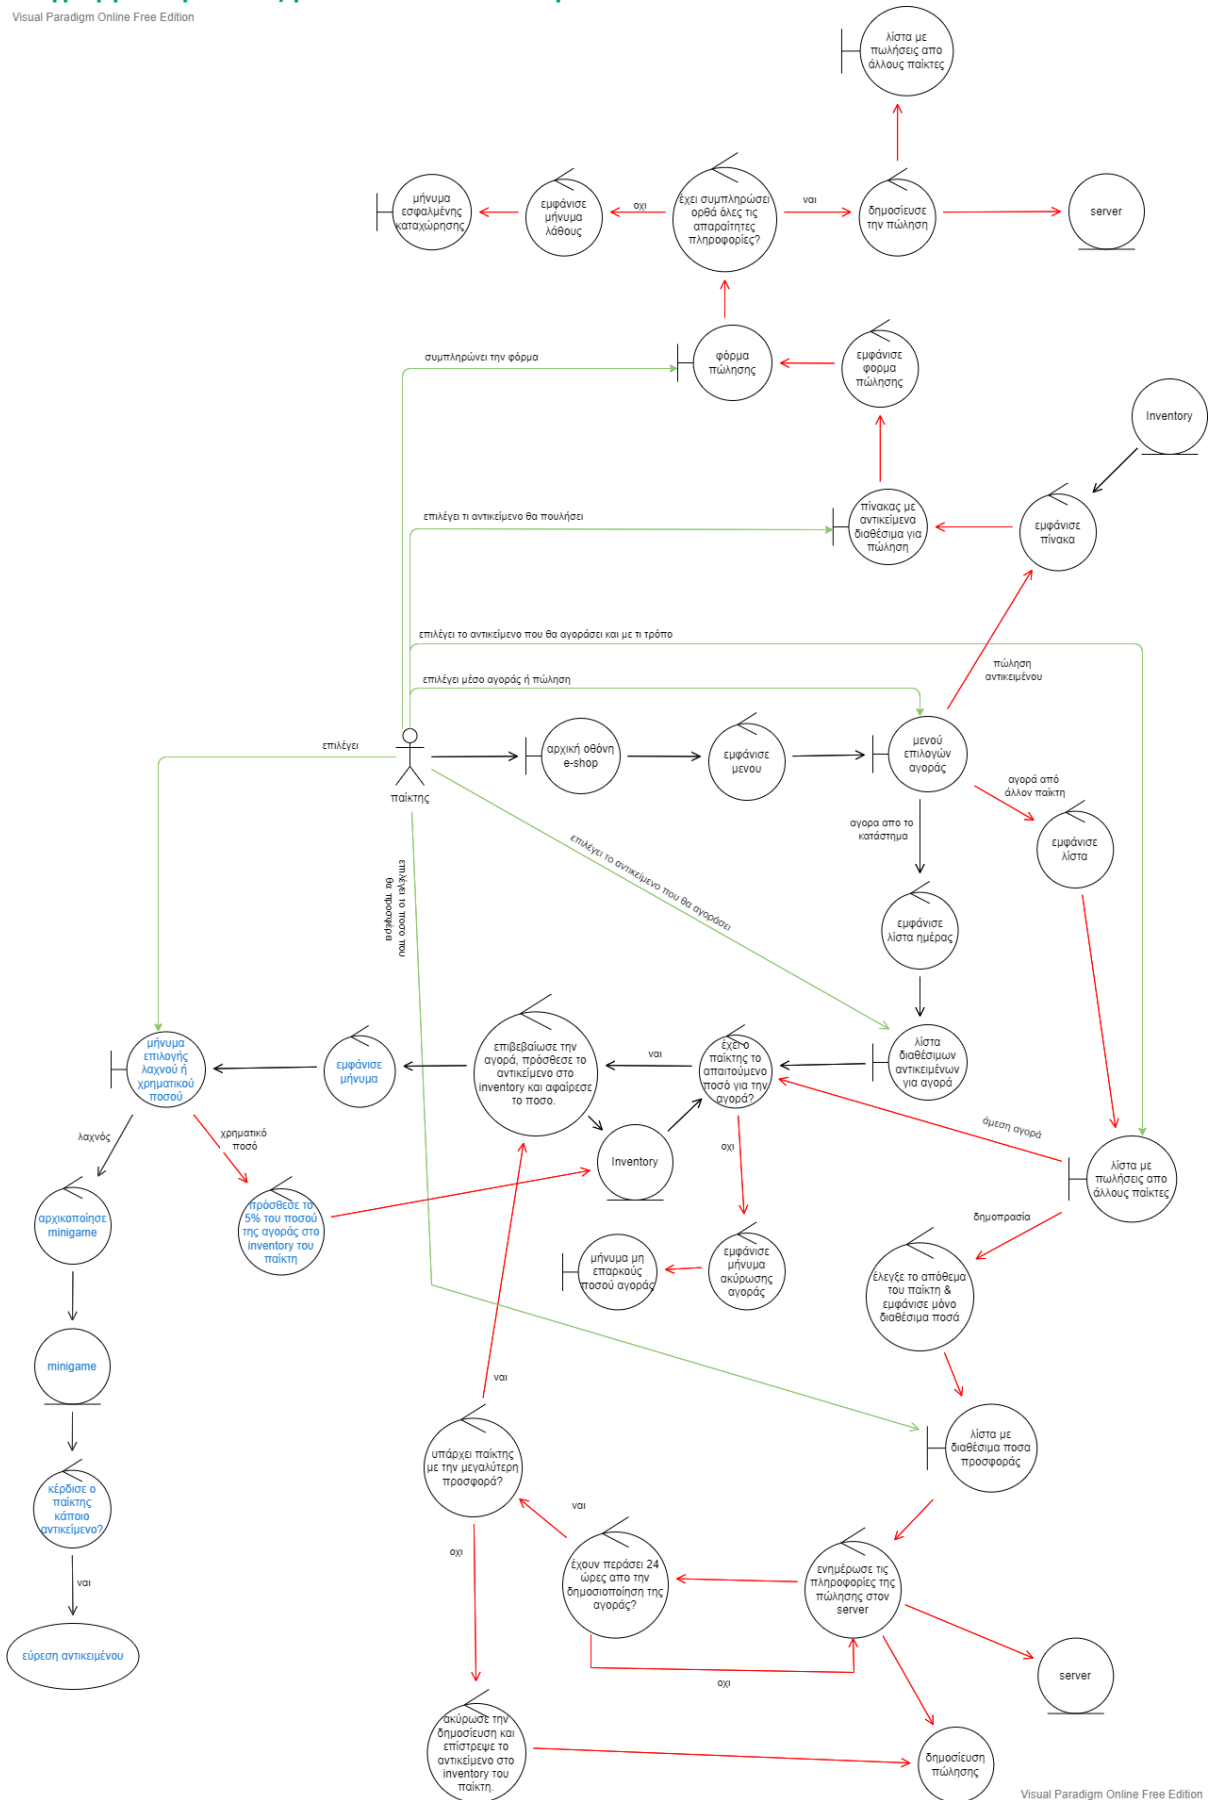 Visual Paradigm Online Free Edition
λίστα με
πωλήσεις απο
άλλους παίκτες
μήνυμα
εσφαλμένης
καταχώρησης
εμφάνισε
μήνυμα
λάθους
οχι
έχει συμπληρώσει
ορθά όλες τις
απαραίτητες
πληροφορίες?
ναι
δημοσίευσε
την πώληση
server
συμπληρώνει την φόρμα
φόρμα
πώλησης
εμφάνισε
φορμα
πώλησης
Inventory
επιλέγει τι αντικείμενο θα πουλήσει
πίνακας με
αντικείμενα
διαθέσιμα για
πώληση
εμφάνισε
πίνακα
επιλέγει το αντικείμενο που θα αγοράσει και με τι τρόπο
πώληση
αντικειμένου
επιλέγει μέσο αγοράς ή πώληση
επιλέγει
παίκτης
αρχική οθόνη
e-shop
εμφάνισε
μενου
μενού
επιλογών
αγοράς
αγορά από
άλλον παίκτη
αγορα απο το
κατάστημα
εμφάνισε
λίστα
επιλέγει το ποσο που
θα προσφέρει
επιλέγει το αντικείμενο που θα αγοράσει
εμφάνισε
λίστα ημέρας
μήνυμα
επιλογής
λαχνού ή
χρηματικού
ποσού
εμφάνισε
μήνυμα
επιβεβαίωσε την
αγορά, πρόσθεσε το
αντικείμενο στο
inventory και αφαίρεσε
το ποσο.
ναι
έχει ο
παίκτης το
απαιτούμενο
ποσό για την
αγορά?
λίστα
διαθέσιμων
αντικειμένων
για αγορά
λαχνός
χρηματικό
ποσό
οχι
άμεση αγορά
Inventory
λίστα με
πωλήσεις απο
άλλους παίκτες
αρχικοποίησε
minigame
πρόσθεσε το
5% του ποσού
της αγοράς στο
inventory του
παίκτη
δημοπρασία
μήνυμα μη
επαρκούς
ποσού αγοράς
εμφάνισε
μήνυμα
ακύρωσης
αγοράς
έλεγξε το απόθεμα
του παίκτη &
εμφάνισε μόνο
διαθέσιμα ποσά
minigame
ναι
υπάρχει παίκτης
με την μεγαλύτερη
προσφορά?
λίστα με
διαθέσιμα ποσα
προσφοράς
κέρδισε ο
παίκτης
κάποιο
αντικείμενο?
ναι
οχι
ναι
έχουν περάσει 24
ώρες απο την
δημοσιοποίηση της
αγοράς?
ενημέρωσε τις
πληροφορίες της
πώλησης στον
server
εύρεση αντικειμένου
οχι
server
ακύρωσε την
δημοσίευση και
επίστρεψε το
αντικείμενο στο
inventory του
παίκτη.
δημοσίευση
πώλησης
Visual Paradigm Online Free Edition